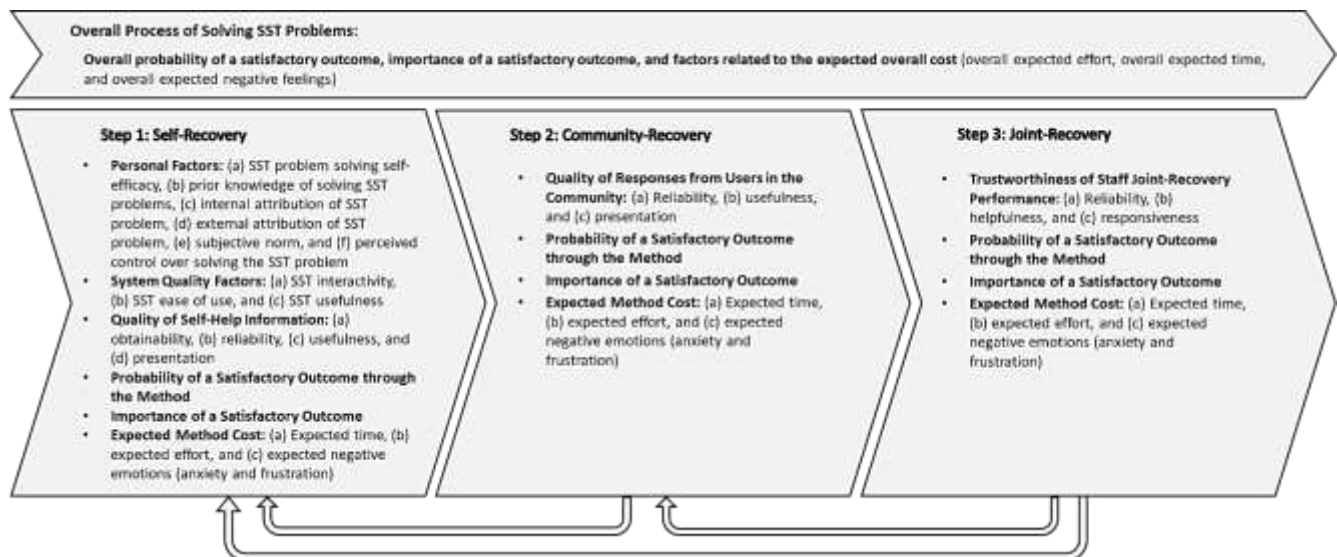 Overall Process of Solving SST Problems:
Overall probability of a satisfactory outcome, importance of a satisfactory outcome, and factors related to the expected overall cost (overall expected effort, overall expected time,
and overall expected negative feelings)
Step 1: Self-Recovery
• Personal Factors: (a) SST problem solving self-
efficacy, (b) prior knowledge of solving SST
problems, (c) internal attribution of SST
problem, (d) external attribution of SST
problem, (e) subjective norm, and (f) perceived
control over solving the SST problem
• System Quality Factors: (a) SST interactivity,
(b) SST ease of use, and (c) SST usefulness
• Quality of Self-Help Information: (a)
obtainability, (b) reliability, (c) usefulness, and
(d) presentation
• Probability of a Satisfactory Outcome through
the Method
• Importance of a Satisfactory Outcome
• Expected Method Cost: (a) Expected time, (b)
expected effort, and (c) expected negative
emotions (anxiety and frustration)
Step 2: Community-Recovery
• Quality of Responses from Users in the
Community: (a) Reliability, (b) usefulness,
and (c) presentation
• Probability of a Satisfactory Outcome
through the Method
• Importance of a Satisfactory Outcome
• Expected Method Cost: (a) Expected time,
(b) expected effort, and (c) expected
negative emotions (anxiety and
frustration)
Step 3: Joint-Recovery
• Trustworthiness of Staff Joint-Recovery
Performance: (a) Reliability, (b)
helpfulness, and (c) responsiveness
• Probability of a Satisfactory Outcome
through the Method
• Importance of a Satisfactory Outcome
• Expected Method Cost: (a) Expected time,
(b) expected effort, and (c) expected
negative emotions (anxiety and
frustration)